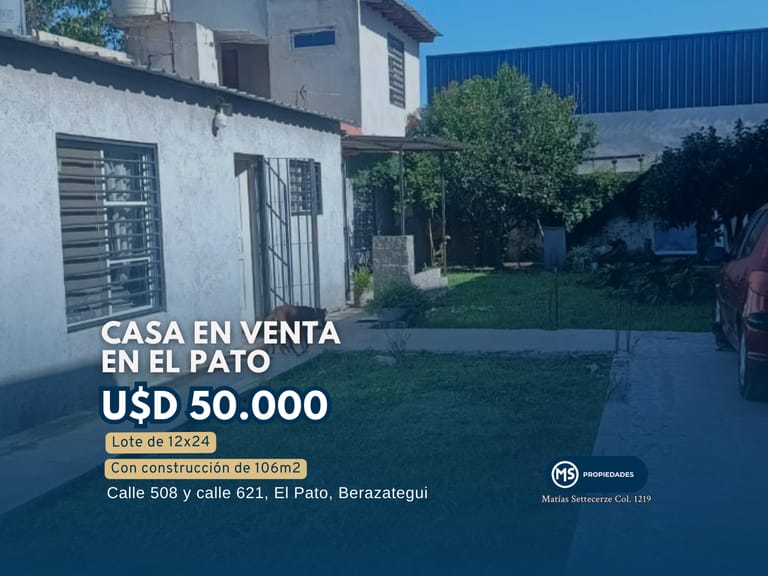 CASA EN VENTA
EN EL PATO
U$D 50.000
Lote de 12x24
Con construcción de 106m2
Calle 508 y calle 621, El Pato, Berazategui
MS PROPIEDADES
Matías Settecerze Col. 1219